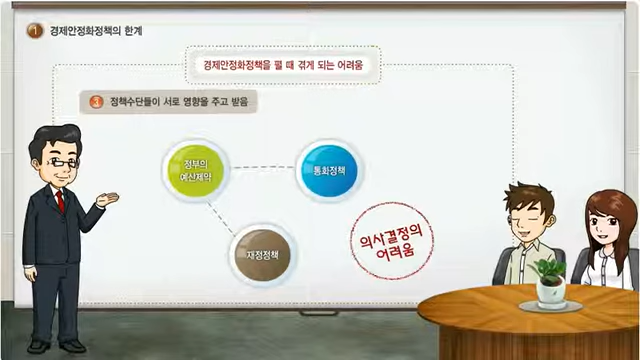 1 경제안정화정책의 한계
경제안정화정책을 펼 때 겪게 되는 어려움
3 정책수단들이 서로 영향을 주고 받음
정부의
예산제약
통화정책
재정정책
의사결정의
어려움